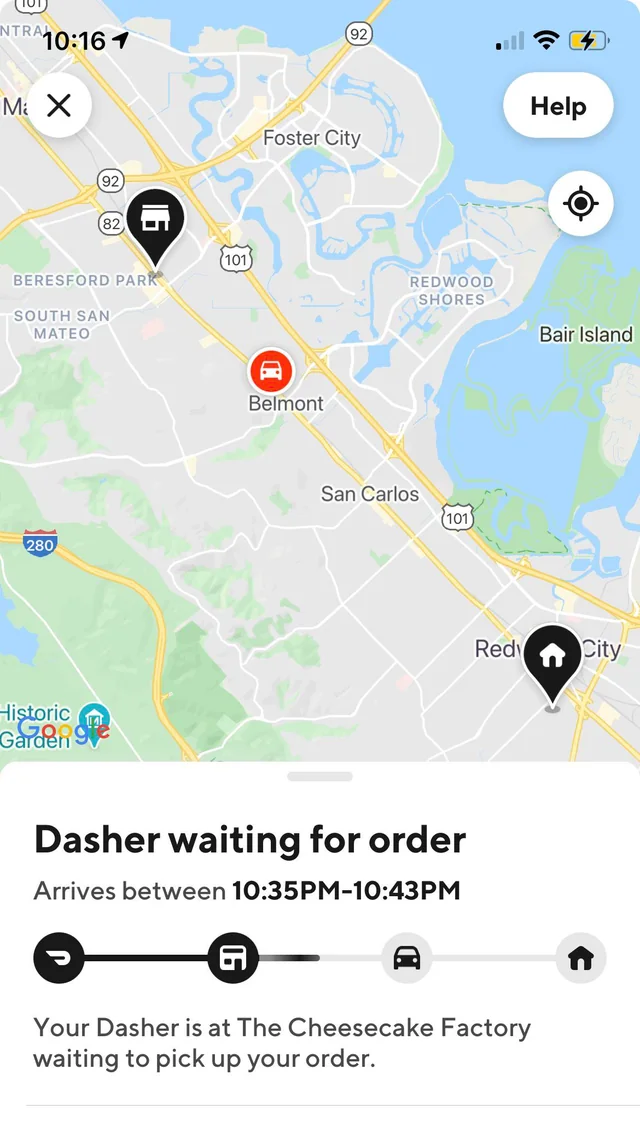 101
NTRAL
10:16
92
Ma
Help
Foster City
92
82
101
BERESFORD PARK
REDWOOD
SHORES
SOUTH SAN
MATEO
Bair Island
Belmont
San Carlos
101
280
Redw City
Historic
Google
Garden
Dasher waiting for order
Arrives between 10:35PM-10:43PM
Your Dasher is at The Cheesecake Factory
waiting to pick up your order.